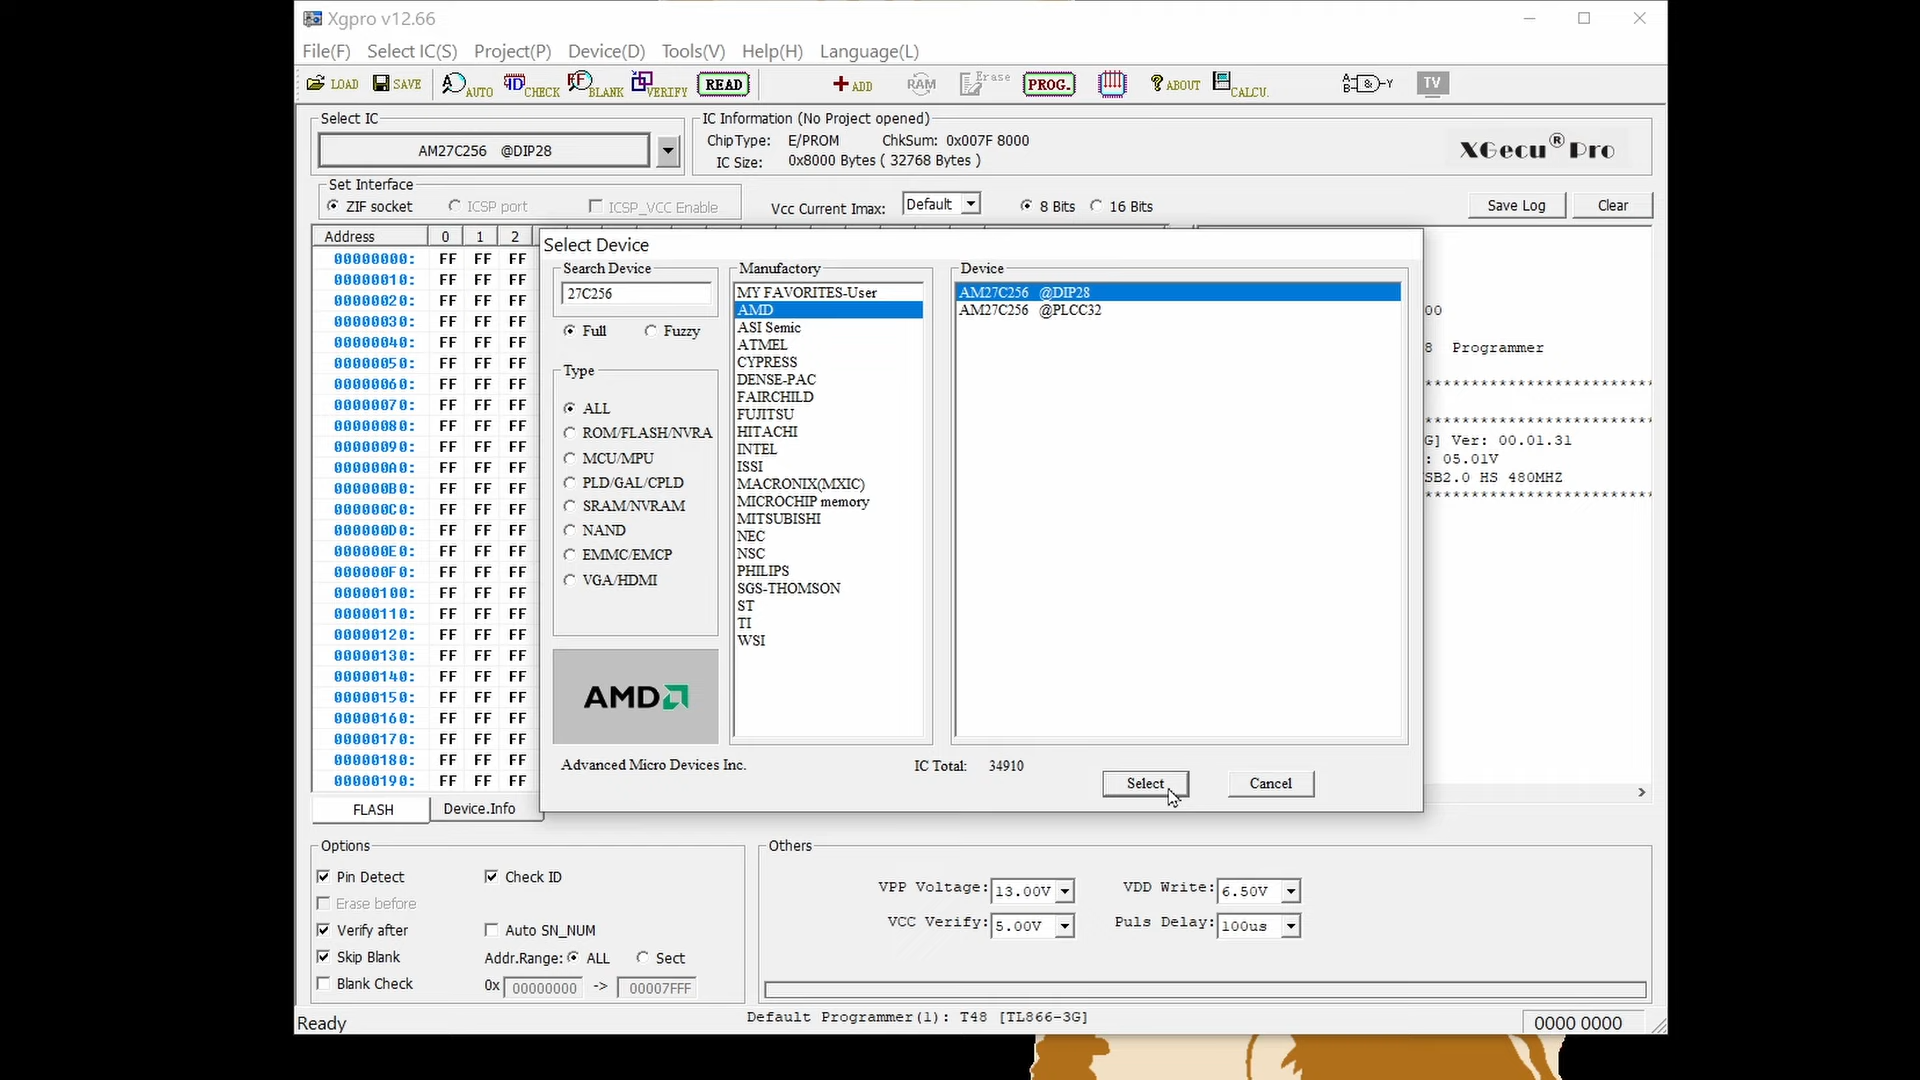 Xgpro v12.66
File(F) Select IC(S) Project(P) Device(D) Tools(V) Help(H) Language(L)
LOAD SAVE AUTO CHECK BLANK VERIFY READ ADD RAM Erase PROG. ABOUT CALCU. A B & Y TV
Select IC
AM27C256 @DIP28
IC Information (No Project opened)
ChipType: E/PROM ChkSum: 0x007F 8000
IC Size: 0x8000 Bytes ( 32768 Bytes )
XGecu® Pro
Set Interface
ZIF socket ICSP port ICSP_VCC Enable
Vcc Current Imax: Default 8 Bits 16 Bits
Save Log Clear
Address 0 1 2
00000000: FF FF FF
00000010: FF FF FF
00000020: FF FF FF
00000030: FF FF FF
00000040: FF FF FF
00000050: FF FF FF
00000060: FF FF FF
00000070: FF FF FF
00000080: FF FF FF
00000090: FF FF FF
000000A0: FF FF FF
000000B0: FF FF FF
000000C0: FF FF FF
000000D0: FF FF FF
000000E0: FF FF FF
000000F0: FF FF FF
00000100: FF FF FF
00000110: FF FF FF
00000120: FF FF FF
00000130: FF FF FF
00000140: FF FF FF
00000150: FF FF FF
00000160: FF FF FF
00000170: FF FF FF
00000180: FF FF FF
00000190: FF FF FF
FLASH Device.Info
Select Device
Search Device
27C256
Full Fuzzy
Type
ALL
ROM/FLASH/NVRA
MCU/MPU
PLD/GAL/CPLD
SRAM/NVRAM
NAND
EMMC/EMCP
VGA/HDMI
AMD
Advanced Micro Devices Inc.
Manufactory
MY FAVORITES-User
AMD
ASI Semic
ATMEL
CYPRESS
DENSE-PAC
FAIRCHILD
FUJITSU
HITACHI
INTEL
ISSI
MACRONIX(MXIC)
MICROCHIP memory
MITSUBISHI
NEC
NSC
PHILIPS
SGS-THOMSON
ST
TI
WSI
Device
AM27C256 @DIP28
AM27C256 @PLCC32
IC Total: 34910
Select Cancel
00
8 Programmer
**********************
**********************
G] Ver: 00.01.31
: 05.01V
SB2.0 HS 480MHZ
**********************
Options
Pin Detect Check ID
Erase before
Verify after Auto SN_NUM
Skip Blank Addr.Range: ALL Sect
Blank Check 0x 00000000 -> 00007FFF
Others
VPP Voltage: 13.00V VDD Write: 6.50V
VCC Verify: 5.00V Puls Delay: 100us
Ready
Default Programmer(1): T48 [TL866-3G]
0000 0000